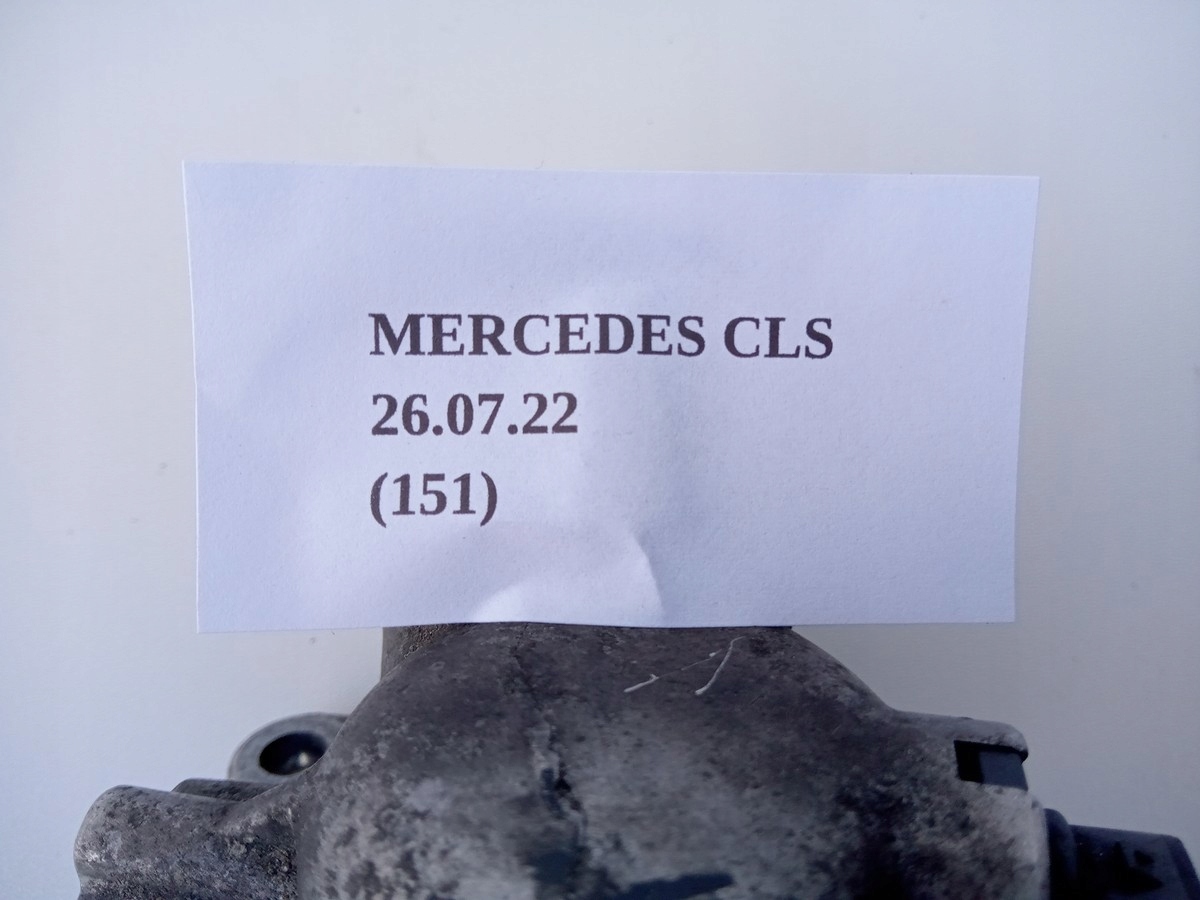 MERCEDES CLS
26.07.22
(151)